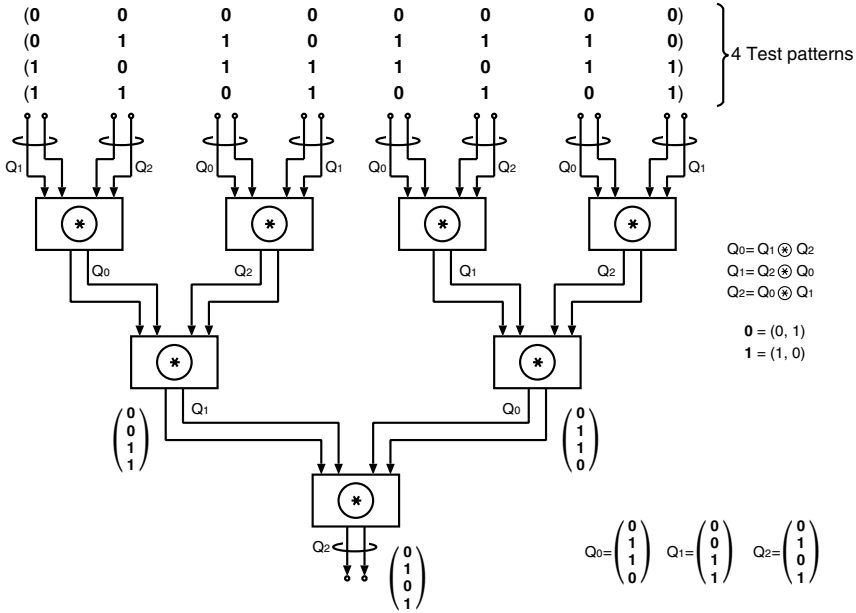 (0 0 0 0 0 0 0 0)
(0 1 1 0 1 1 1 0)
(1 0 1 1 1 0 1 1)
(1 1 0 1 0 1 0 1)
4 Test patterns
Q1 Q2 Q0 Q1 Q0 Q2 Q0 Q1
* * * *
Q0 Q2 Q1 Q2
Q0= Q1 ⊛ Q2
Q1= Q2 ⊛ Q0
Q2= Q0 ⊛ Q1
0 = (0, 1)
1 = (1, 0)
* *
Q1 Q0
(0
0
1
1)
(0
1
1
0)
*
Q2
(0
1
0
1)
Q0= (0 1 1 0) Q1= (0 0 1 1) Q2= (0 1 0 1)